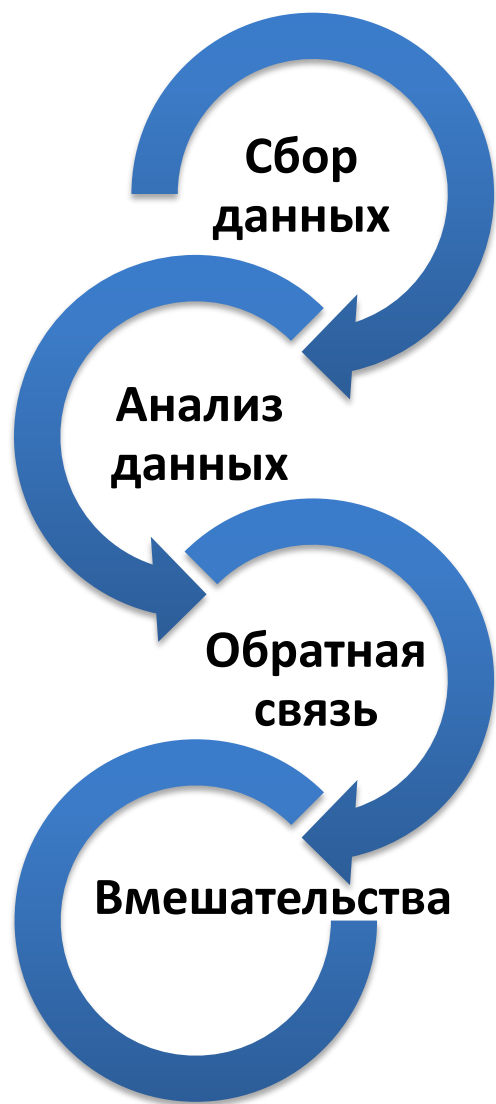 Сбор
данных
Анализ
данных
Обратная
связь
Вмешательства